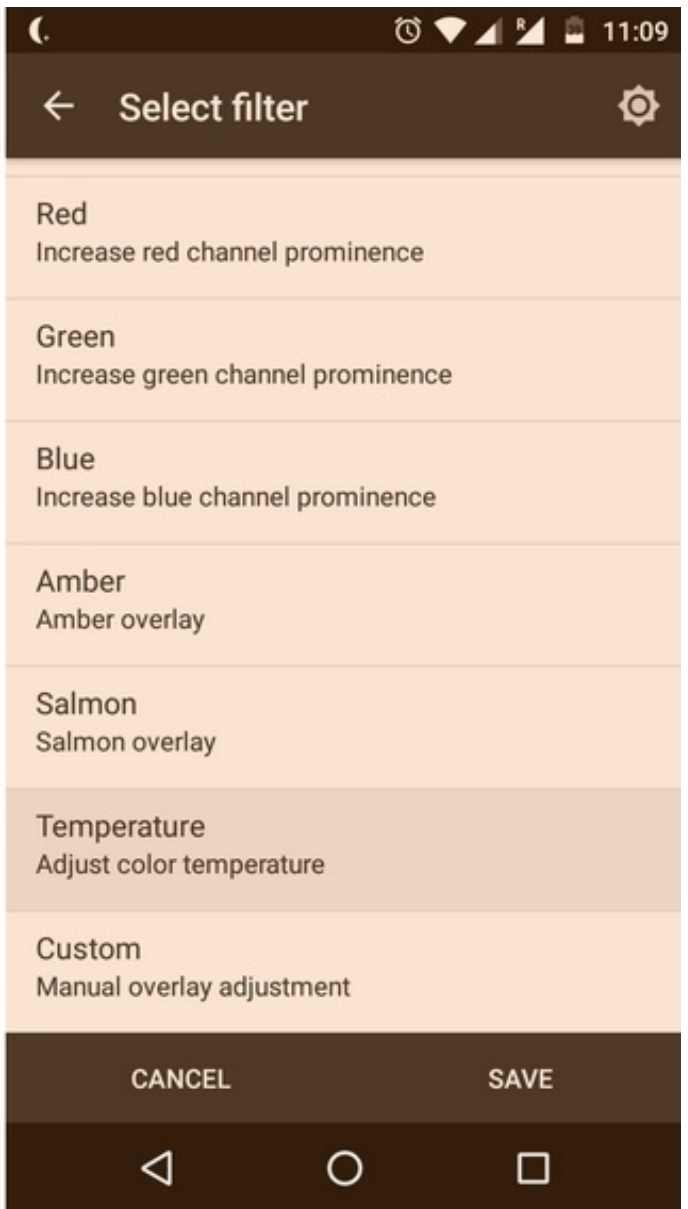 R
11:09
Select filter
Red
Increase red channel prominence
Green
Increase green channel prominence
Blue
Increase blue channel prominence
Amber
Amber overlay
Salmon
Salmon overlay
Temperature
Adjust color temperature
Custom
Manual overlay adjustment
CANCEL
SAVE